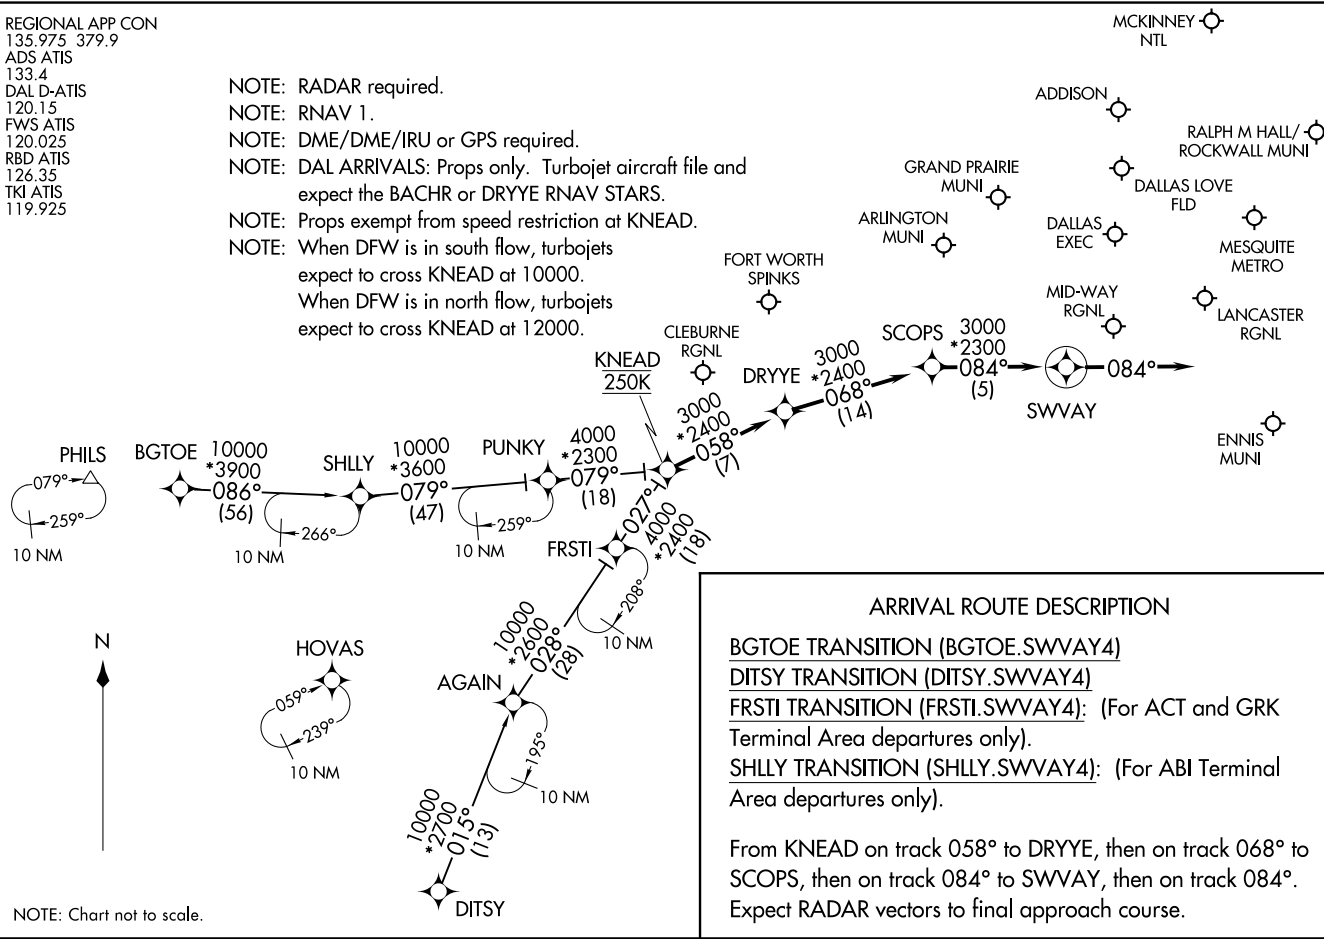 REGIONAL APP CON
135.975 379.9
ADS ATIS
133.4
DAL D-ATIS
120.15
FWS ATIS
120.025
RBD ATIS
126.35
TKI ATIS
119.925
NOTE: RADAR required.
NOTE: RNAV 1.
NOTE: DME/DME/IRU or GPS required.
NOTE: DAL ARRIVALS: Props only. Turbojet aircraft file and
expect the BACHR or DRYYE RNAV STARS.
NOTE: Props exempt from speed restriction at KNEAD.
NOTE: When DFW is in south flow, turbojets
expect to cross KNEAD at 10000.
When DFW is in north flow, turbojets
expect to cross KNEAD at 12000.
MCKINNEY
NTL
ADDISON
RALPH M HALL/
ROCKWALL MUNI
GRAND PRAIRIE
MUNI
DALLAS LOVE
FLD
ARLINGTON
MUNI
DALLAS
EXEC
MESQUITE
METRO
FORT WORTH
SPINKS
MID-WAY
RGNL
LANCASTER
RGNL
CLEBURNE
RGNL
ENNIS
MUNI
PHILS
079°
259°
10 NM
BGTOE
10000
*3900
086°
(56)
SHLLY
266°
10 NM
10000
*3600
079°
(47)
PUNKY
259°
10 NM
4000
*2300
079°
(18)
KNEAD
250K
3000
*2400
058°
(7)
DRYYE
3000
*2400
068°
(14)
SCOPS
3000
*2300
084°
(5)
SWVAY
084°
027°
4000
*2400
(18)
FRSTI
208°
10 NM
10000
*2600
028°
(28)
AGAIN
195°
10 NM
10000
*2700
015°
(13)
DITSY
HOVAS
059°
239°
10 NM
N
NOTE: Chart not to scale.
ARRIVAL ROUTE DESCRIPTION
BGTOE TRANSITION (BGTOE.SWVAY4)
DITSY TRANSITION (DITSY.SWVAY4)
FRSTI TRANSITION (FRSTI.SWVAY4): (For ACT and GRK
Terminal Area departures only).
SHLLY TRANSITION (SHLLY.SWVAY4): (For ABI Terminal
Area departures only).
From KNEAD on track 058° to DRYYE, then on track 068° to
SCOPS, then on track 084° to SWVAY, then on track 084°.
Expect RADAR vectors to final approach course.